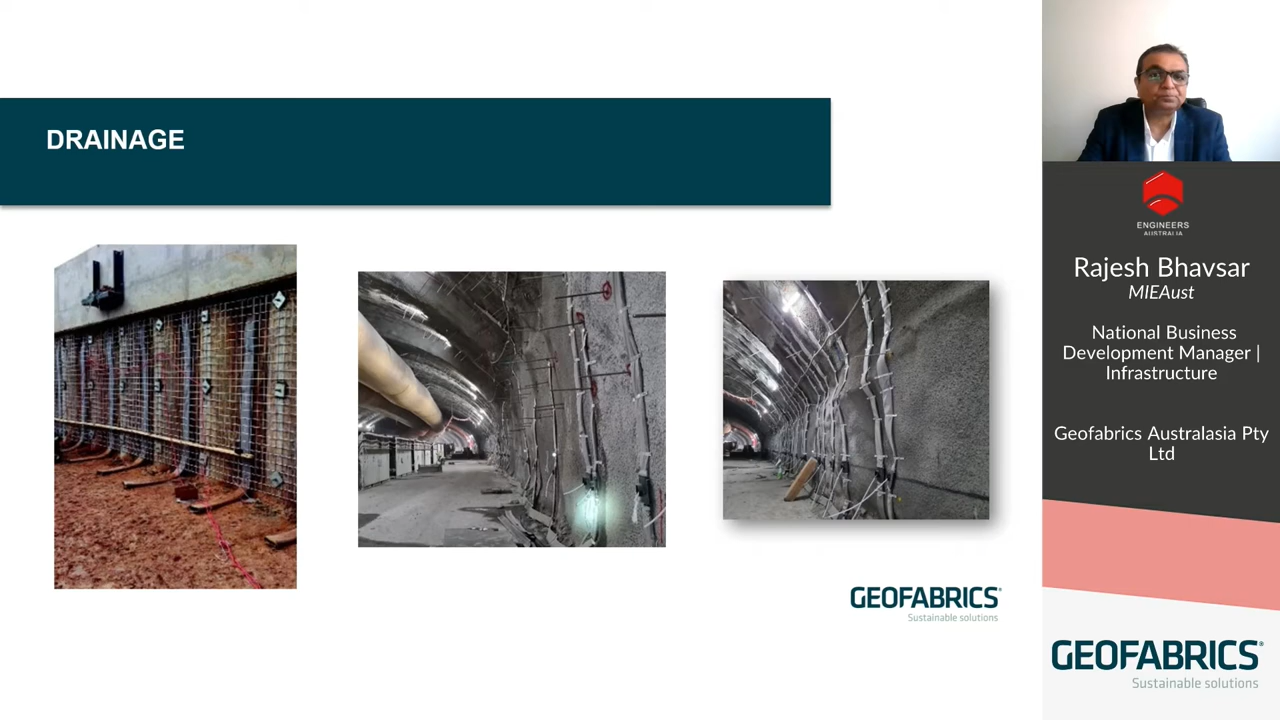 DRAINAGE
GEOFABRICS®
Sustainable solutions
ENGINEERS
AUSTRALIA
Rajesh Bhavsar
MIEAust
National Business
Development Manager |
Infrastructure
Geofabrics Australasia Pty
Ltd
GEOFABRICS®
Sustainable solutions